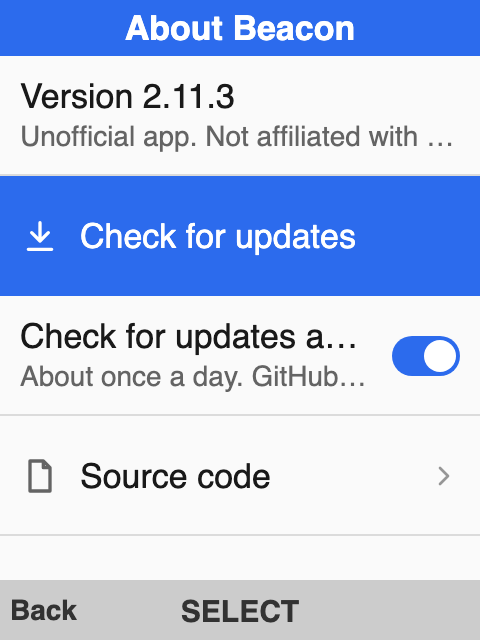 About Beacon
Version 2.11.3
Unofficial app. Not affiliated with …
Check for updates
Check for updates a…
About once a day. GitHub…
Source code
Back SELECT